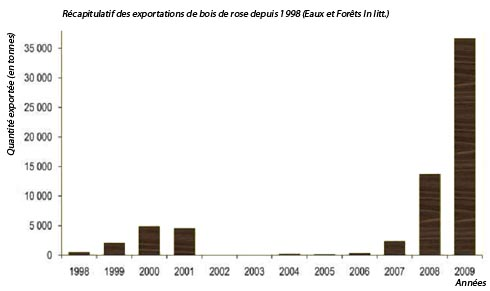 Récapitulatif des exportations de bois de rose depuis 1998 (Eaux et Forêts In litt.)
Quantité exportée (en tonnes)
35 000
30 000
25 000
20 000
15 000
10 000
5 000
0
1998 1999 2000 2001 2002 2003 2004 2005 2006 2007 2008 2009
Années